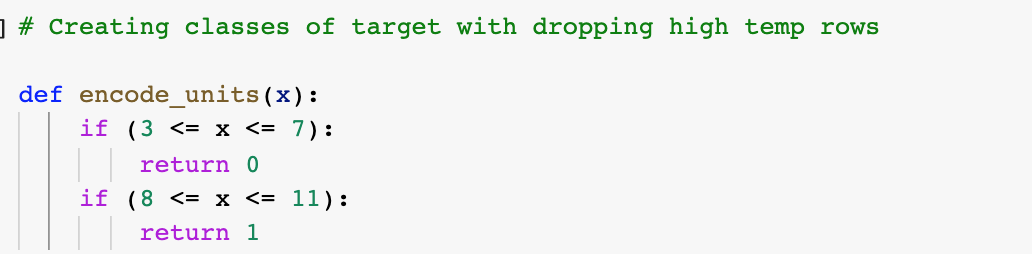 ] # Creating classes of target with dropping high temp rows
def encode_units(x):
    if (3 <= x <= 7):
        return 0
    if (8 <= x <= 11):
        return 1